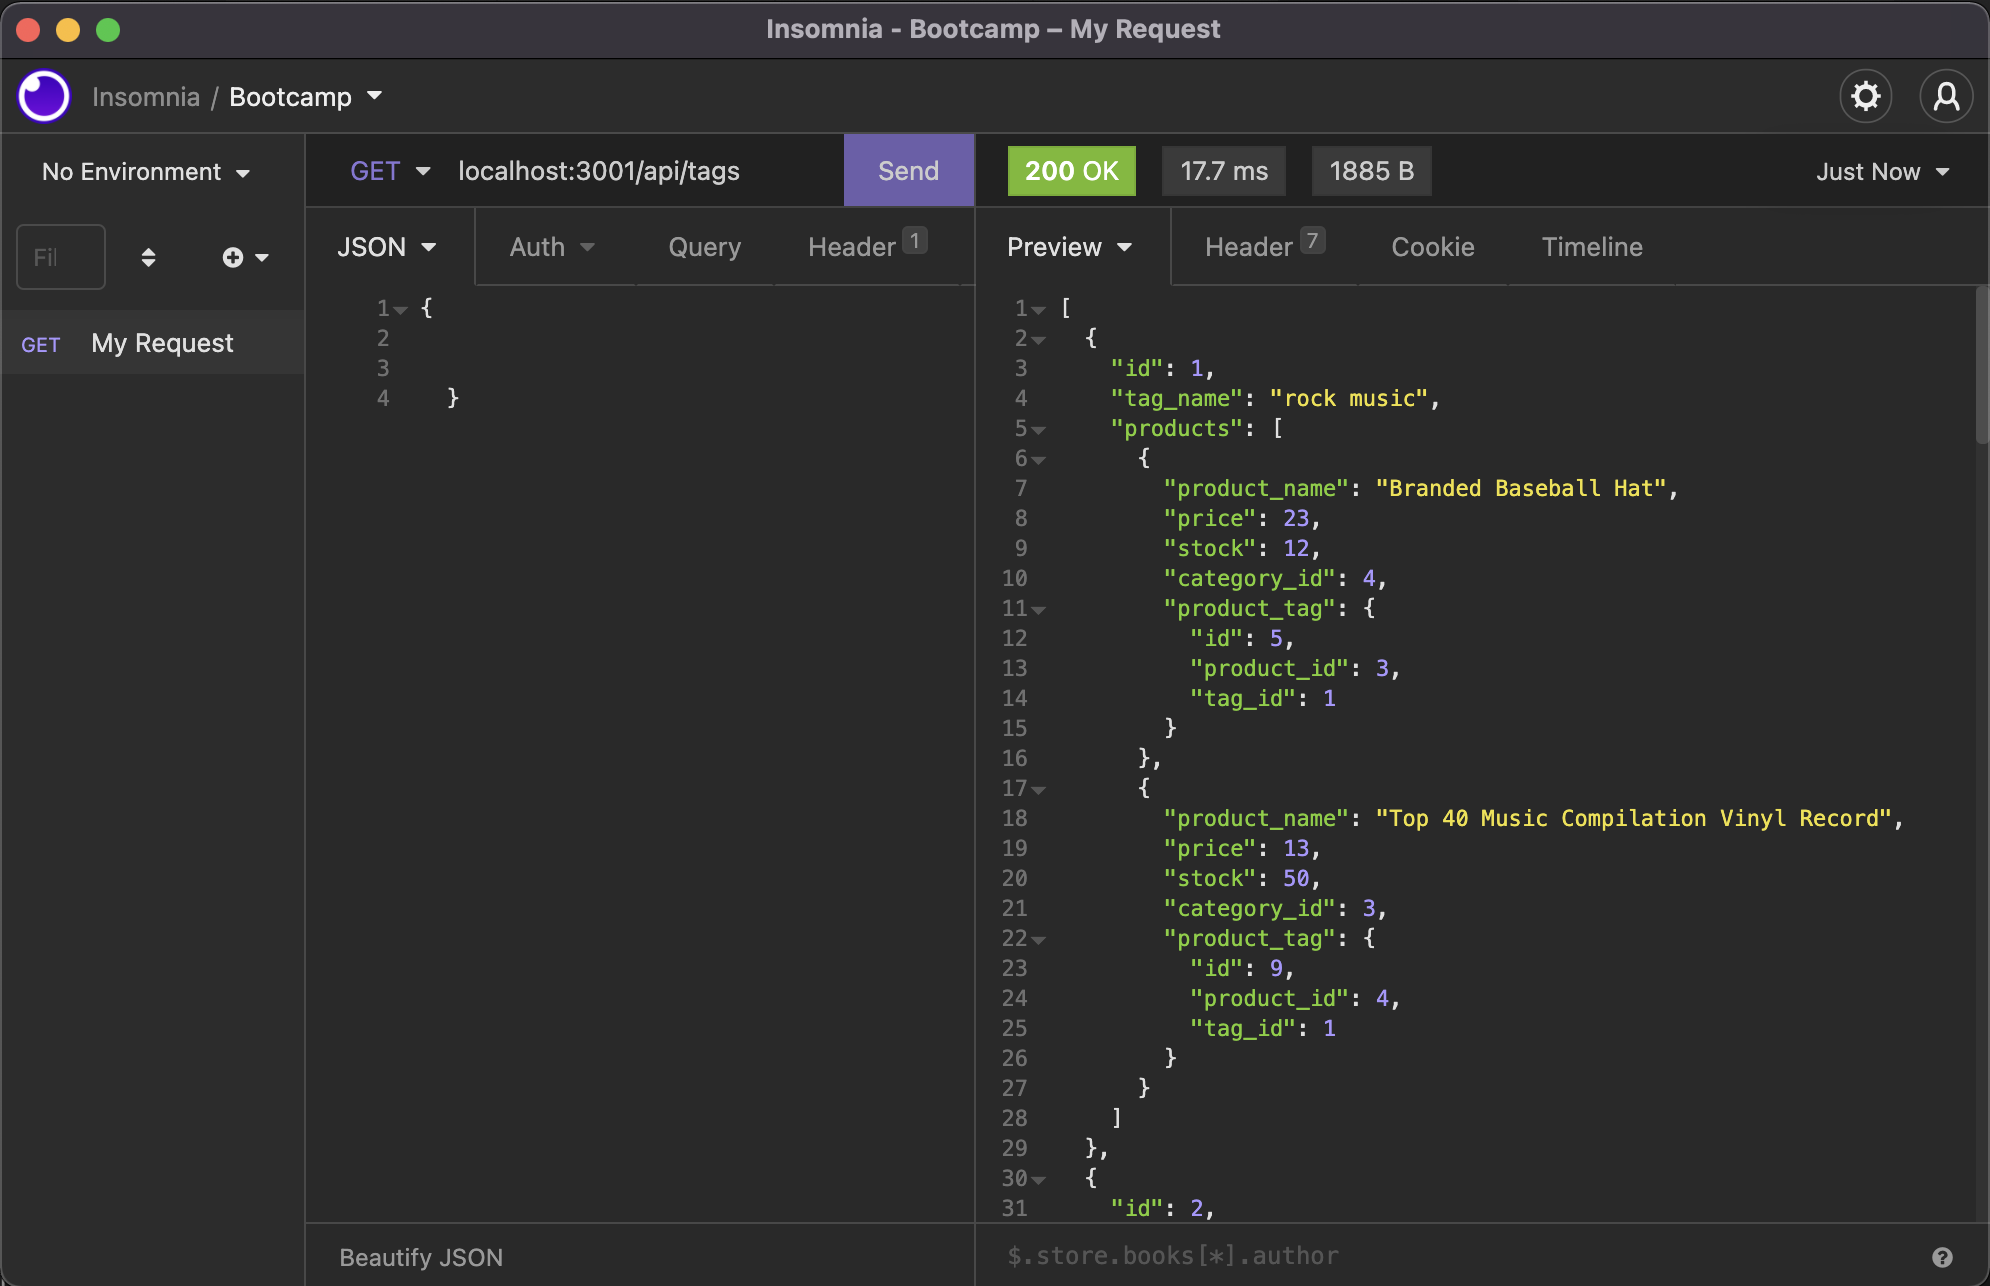 Insomnia - Bootcamp – My Request
Insomnia / Bootcamp
No Environment
GET localhost:3001/api/tags Send
200 OK 17.7 ms 1885 B Just Now
Fil
JSON Auth Query Header 1
Preview Header 7 Cookie Timeline
GET My Request
1 {
2
3
4 }
1 [
2 {
3 "id": 1,
4 "tag_name": "rock music",
5 "products": [
6 {
7 "product_name": "Branded Baseball Hat",
8 "price": 23,
9 "stock": 12,
10 "category_id": 4,
11 "product_tag": {
12 "id": 5,
13 "product_id": 3,
14 "tag_id": 1
15 }
16 },
17 {
18 "product_name": "Top 40 Music Compilation Vinyl Record",
19 "price": 13,
20 "stock": 50,
21 "category_id": 3,
22 "product_tag": {
23 "id": 9,
24 "product_id": 4,
25 "tag_id": 1
26 }
27 }
28 ]
29 },
30 {
31 "id": 2,
Beautify JSON
$.store.books[*].author